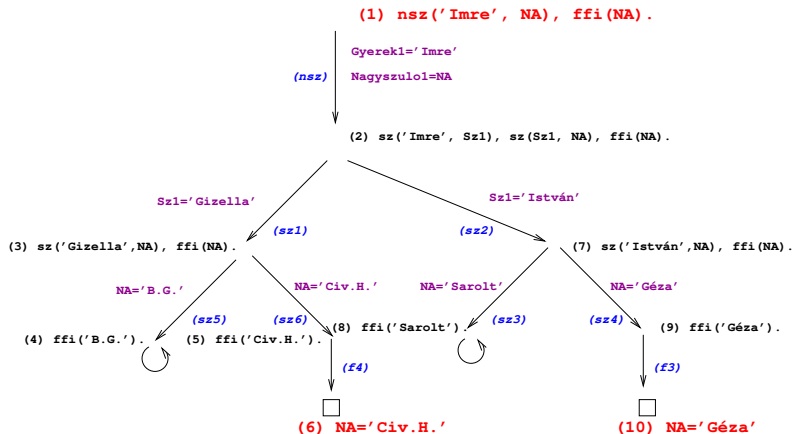 (1) nsz('Imre', NA), ffi(NA).
Gyerek1='Imre'
(nsz) Nagyszulo1=NA
(2) sz('Imre', Sz1), sz(Sz1, NA), ffi(NA).
Sz1='Gizella' Sz1='István'
(sz1) (sz2)
(3) sz('Gizella',NA), ffi(NA). (7) sz('István',NA), ffi(NA).
NA='B.G.' NA='Civ.H.' NA='Sarolt' NA='Géza'
(sz5) (sz6) (sz3) (sz4)
(4) ffi('B.G.'). (5) ffi('Civ.H.'). (8) ffi('Sarolt'). (9) ffi('Géza').
(f4) (f3)
(6) NA='Civ.H.' (10) NA='Géza'